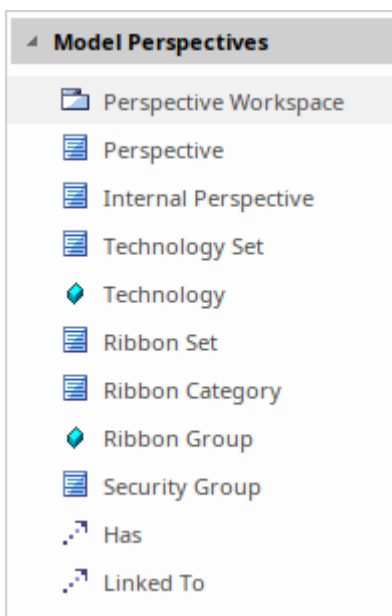 Model Perspectives
Perspective Workspace
Perspective
Internal Perspective
Technology Set
Technology
Ribbon Set
Ribbon Category
Ribbon Group
Security Group
Has
Linked To